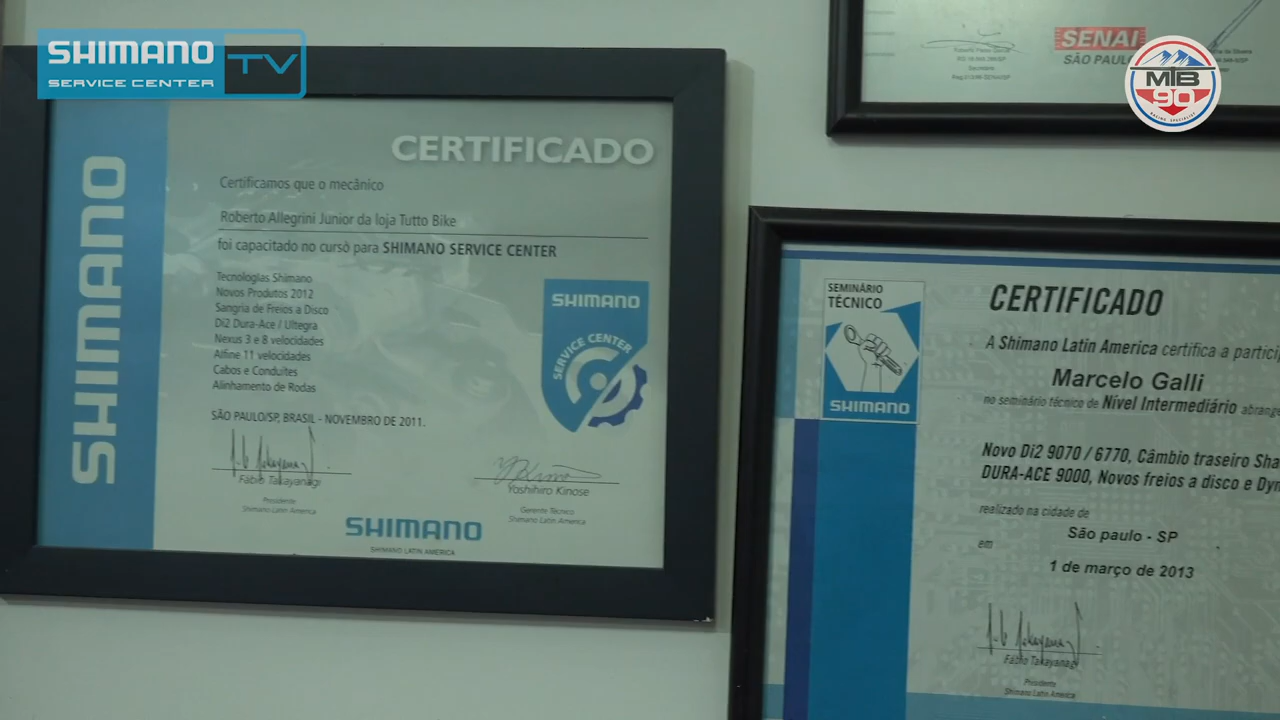 SHIMANO TV
SERVICE CENTER
SHIMANO
CERTIFICADO
Certificamos que o mecânico
Roberto Allegrini Junior da loja Tutto Bike
foi capacitado no curso para SHIMANO SERVICE CENTER
Tecnologias Shimano
Novos Produtos 2012
Sangria de Freios a Disco
Di2 Dura-Ace / Ultegra
Nexus 3 e 8 velocidades
Alfine 11 velocidades
Cabos e Conduítes
Alinhamento de Rodas
SHIMANO
SERVICE CENTER
SÃO PAULO/SP, BRASIL - NOVEMBRO DE 2011.
Fabio Takayanagi
Presidente
Shimano Latin America
Yoshihiro Kinose
Gerente Técnico
Shimano Latin America
SHIMANO
SHIMANO LATIN AMERICA
SENAI
SÃO PAULO
MTB
90
RACING SPECIALIST
SEMINÁRIO
TÉCNICO
SHIMANO
CERTIFICADO
A Shimano Latin America certifica a particip
Marcelo Galli
no seminário técnico de Nível Intermediário abrange
Novo Di2 9070 / 6770, Câmbio traseiro Sha
DURA-ACE 9000, Novos freios a disco e Dyn
realizado na cidade de
São paulo - SP
em
1 de março de 2013
Fábio Takayanagi
Presidente
Shimano Latin America